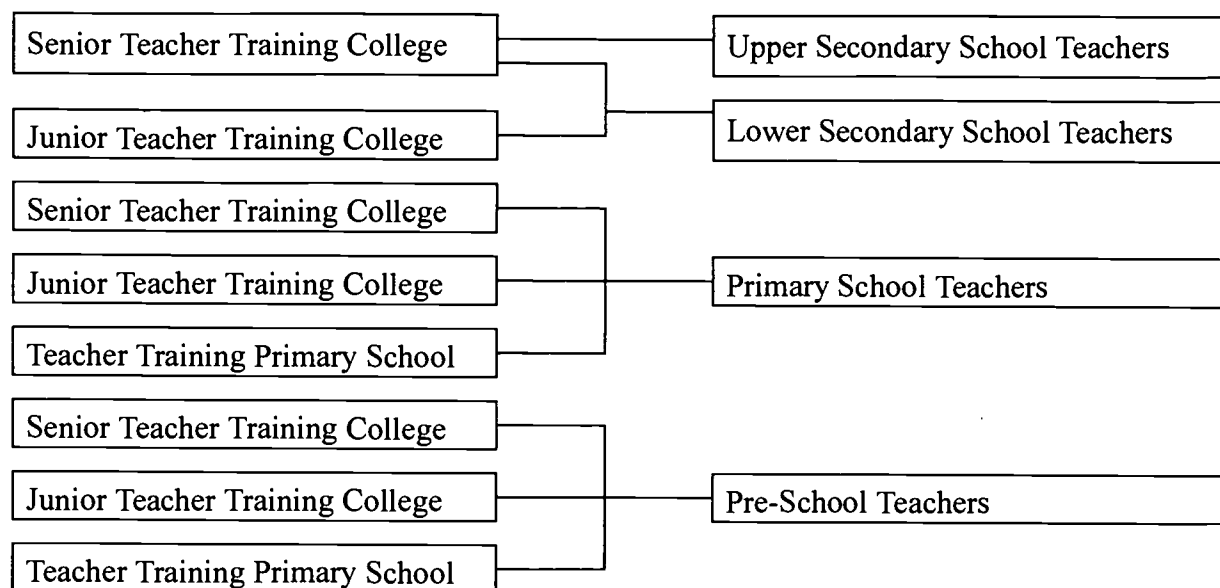 Senior Teacher Training College
Upper Secondary School Teachers
Junior Teacher Training College
Lower Secondary School Teachers
Senior Teacher Training College
Junior Teacher Training College
Primary School Teachers
Teacher Training Primary School
Senior Teacher Training College
Junior Teacher Training College
Pre-School Teachers
Teacher Training Primary School